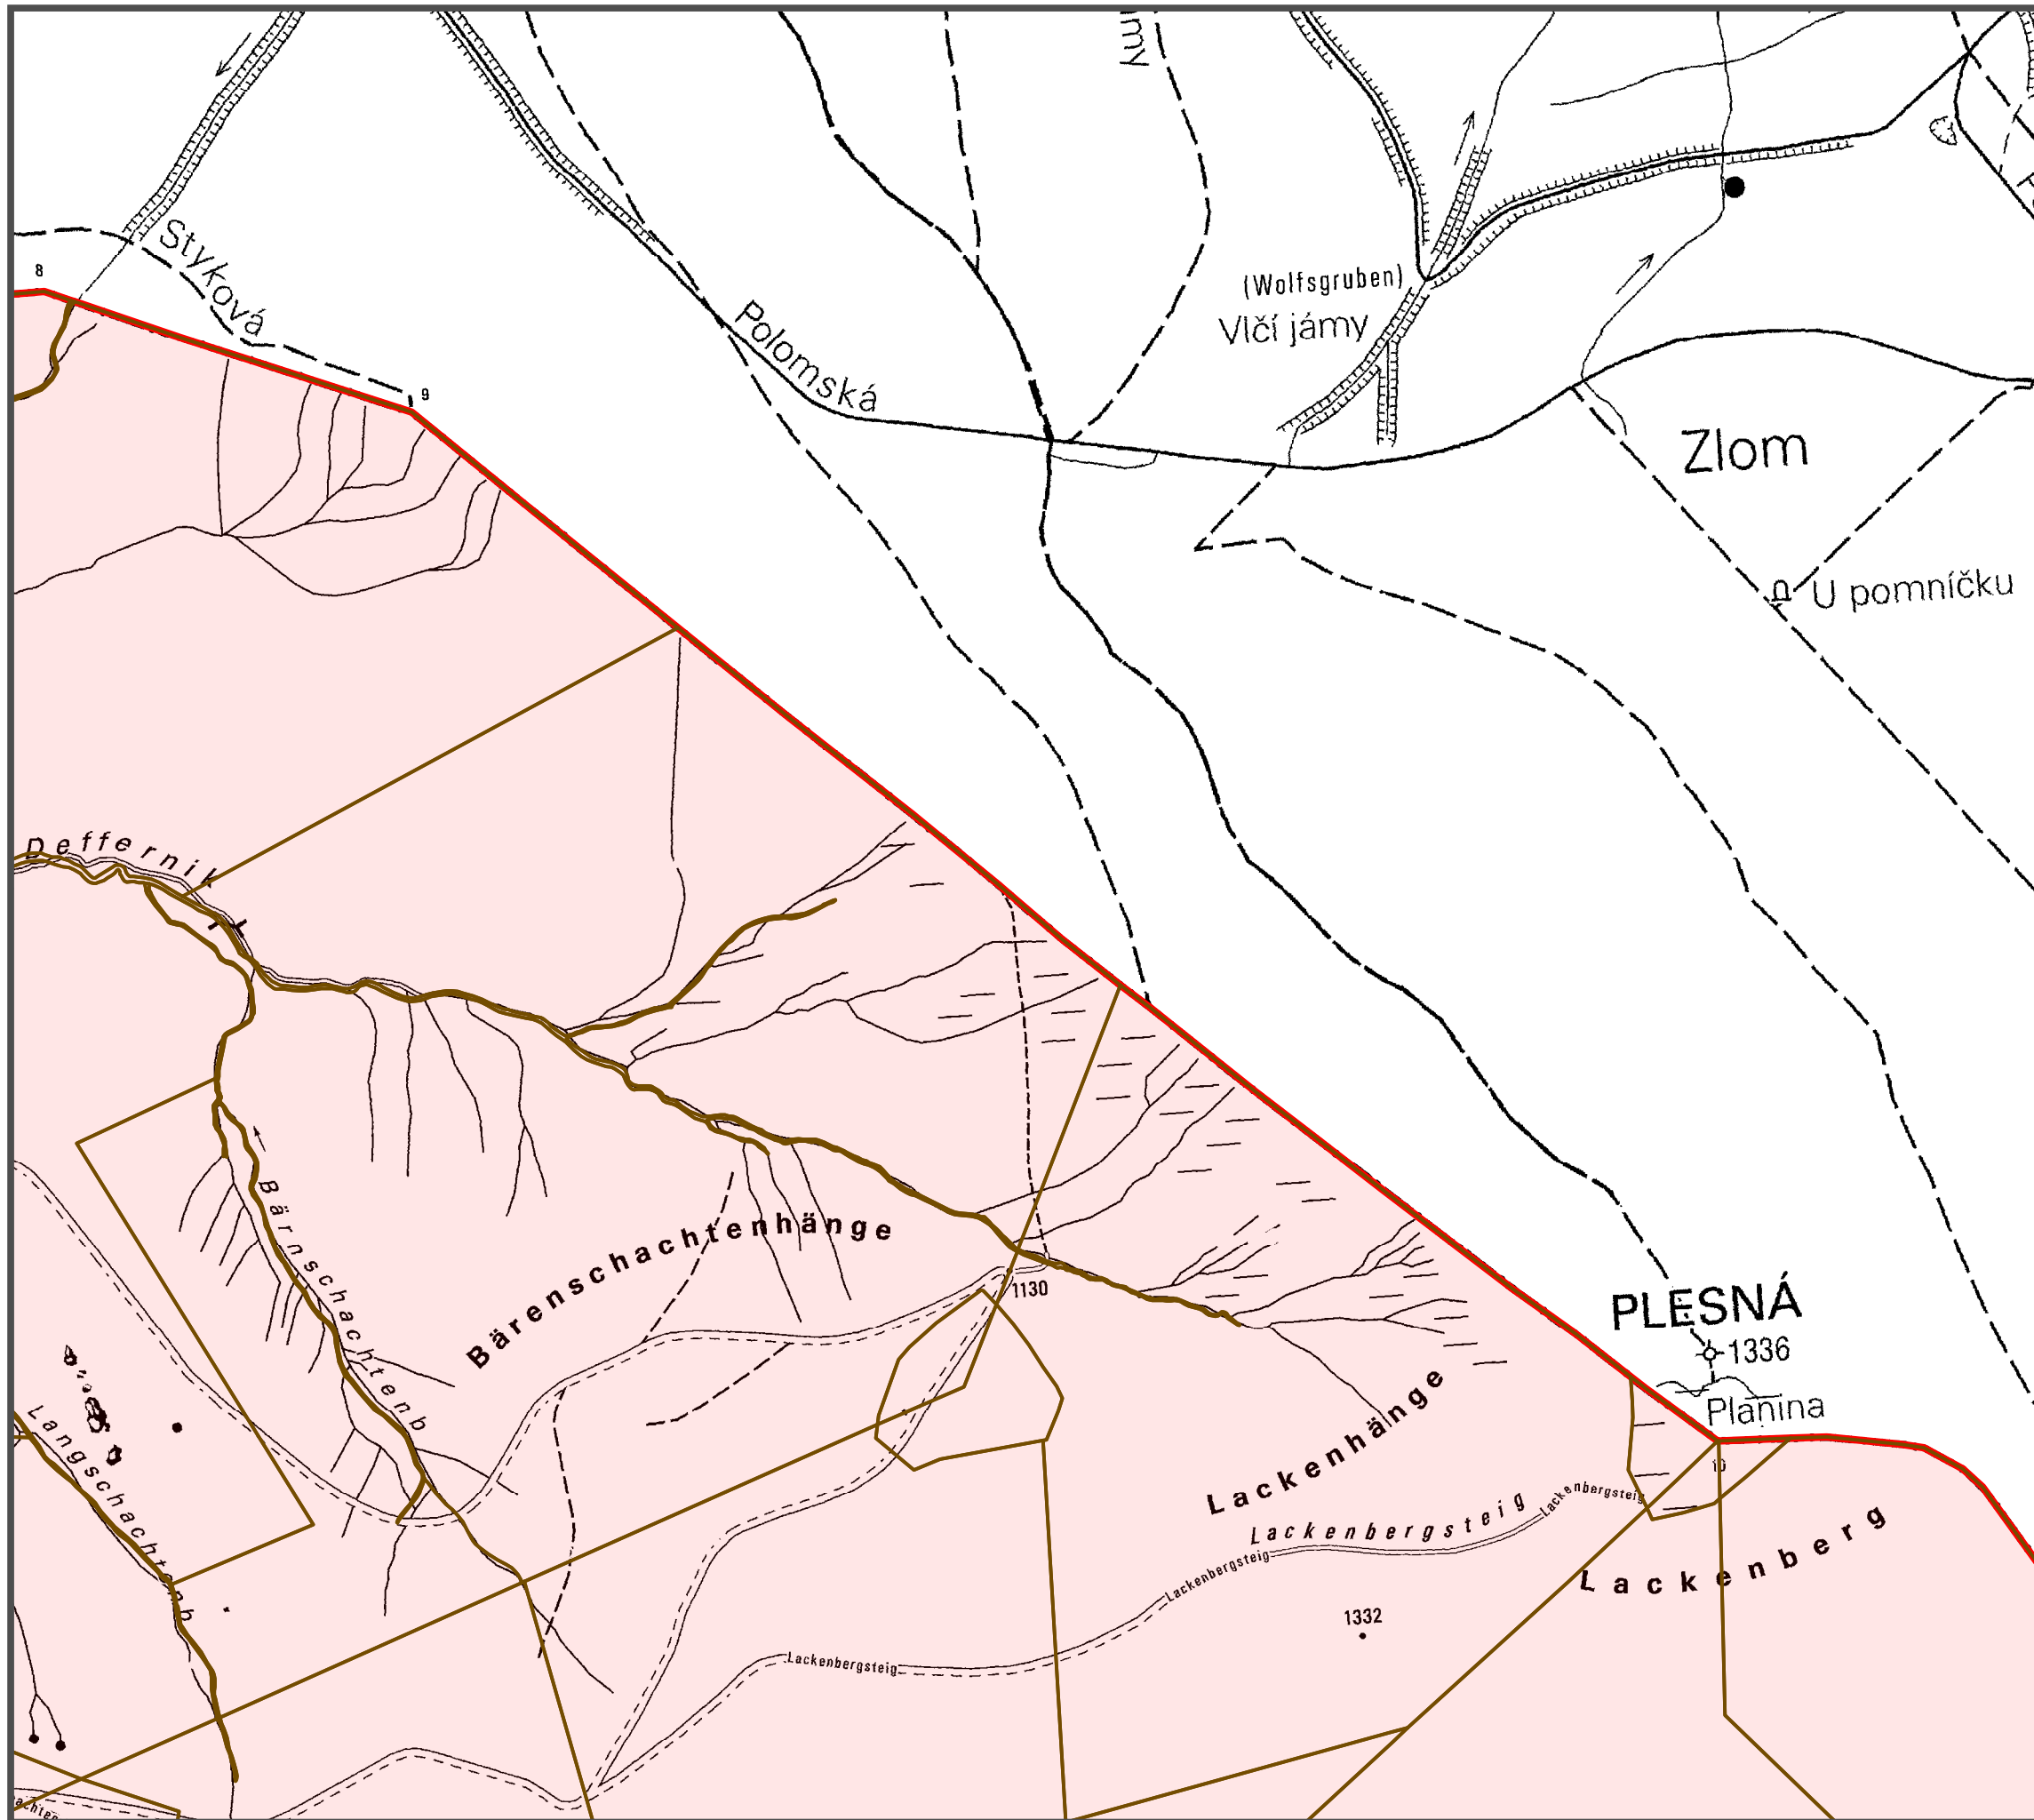 Styková
8
9
Polomská
(Wolfsgruben)
Vlčí jámy
Zlom
U pomníčku
Deffernik
Bärnschachtenb
Bärenschachtenhänge
1130
PLESNÁ
1336
Planina
Langschachtenb
Lackenhänge
Lackenbergsteig
Lackenbergsteig
Lackenbergsteig
Lackenbergsteig
10
Lackenberg
1332